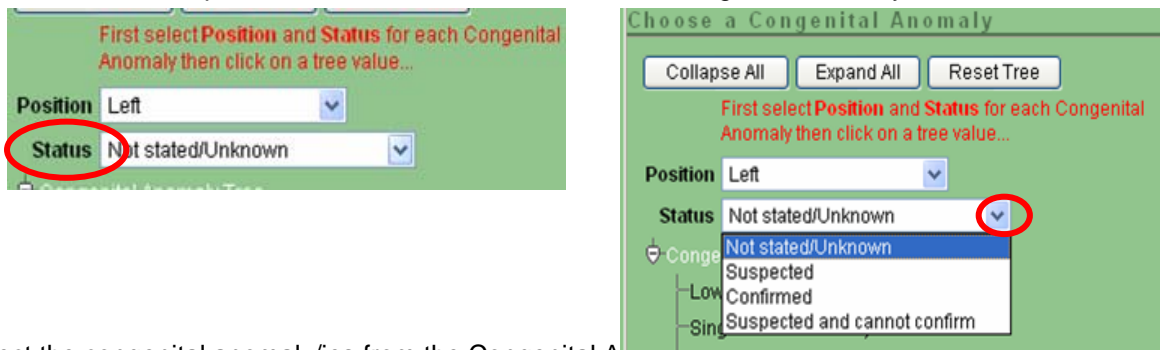 First select Position and Status for each Congenital
Anomaly then click on a tree value...
Position Left
Status Not stated/Unknown
Choose a Congenital Anomaly
Collapse All Expand All Reset Tree
First select Position and Status for each Congenital
Anomaly then click on a tree value...
Position Left
Status Not stated/Unknown
Not stated/Unknown
Conge
Suspected
Low
Confirmed
Sing
Suspected and cannot confirm